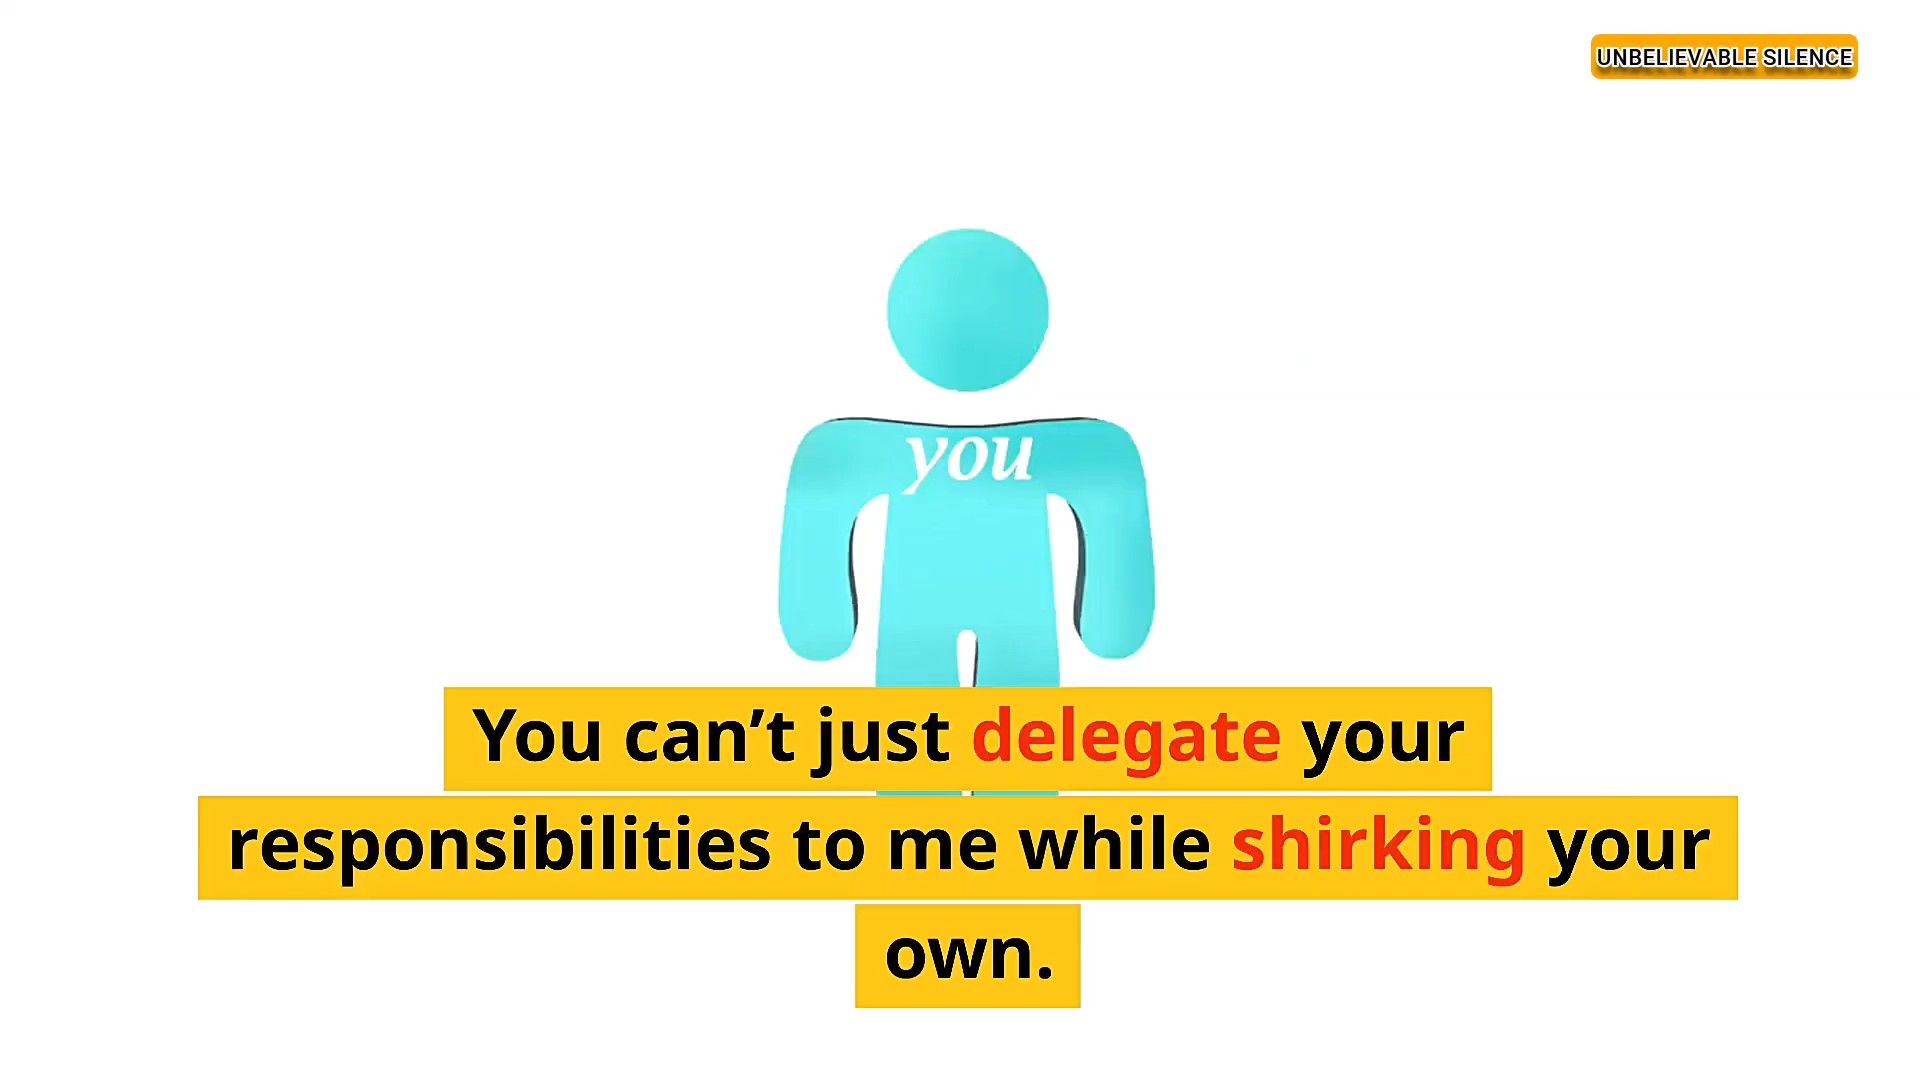 UNBELIEVABLE SILENCE
you
You can’t just delegate your
responsibilities to me while shirking your
own.